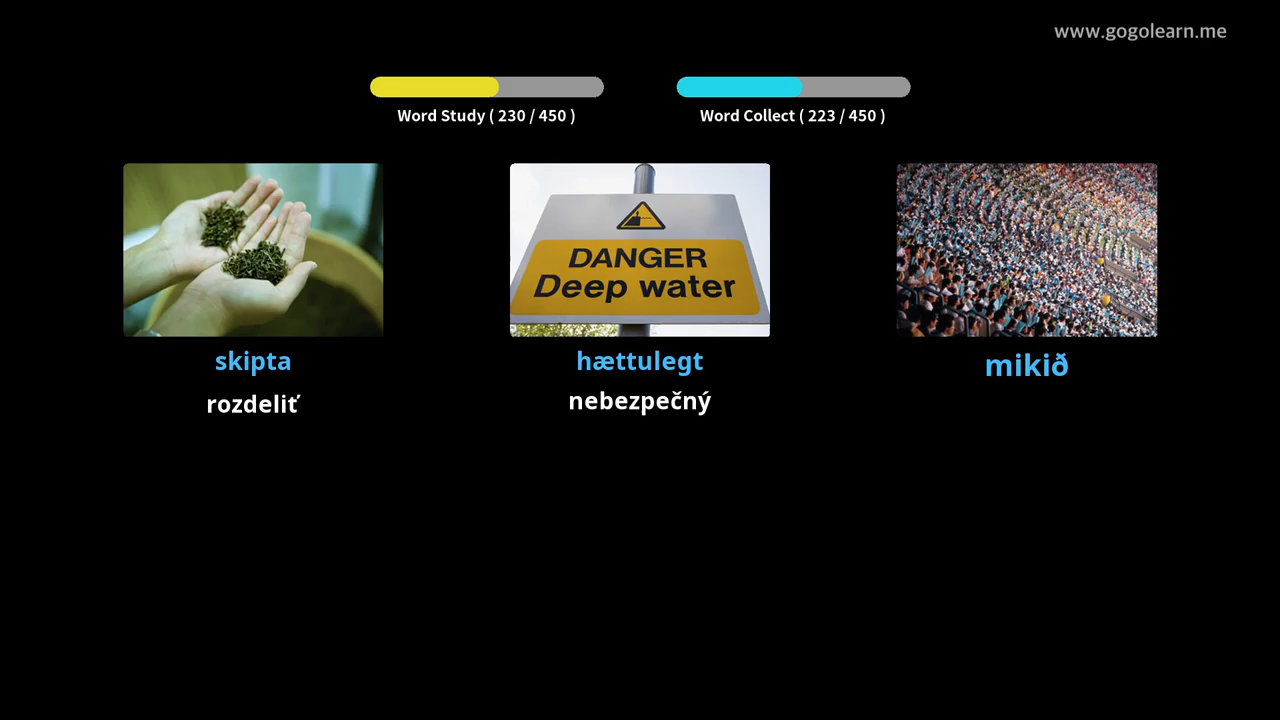 www.gogolearn.me
Word Study ( 230 / 450 )
Word Collect ( 223 / 450 )
DANGER
Deep water
skipta
hættulegt
mikið
rozdeliť
nebezpečný